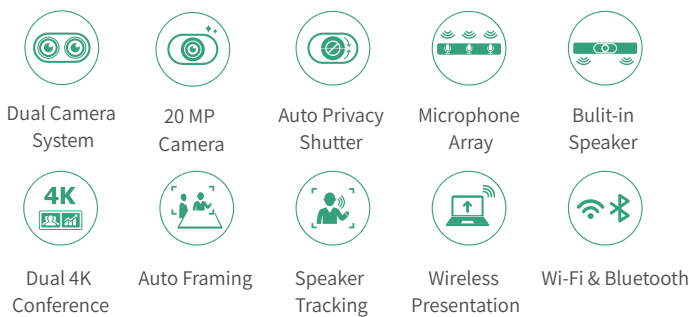 Dual Camera
System
20 MP
Camera
Auto Privacy
Shutter
Microphone
Array
Bulit-in
Speaker
4K
Dual 4K
Conference
Auto Framing
Speaker
Tracking
Wireless
Presentation
Wi-Fi & Bluetooth